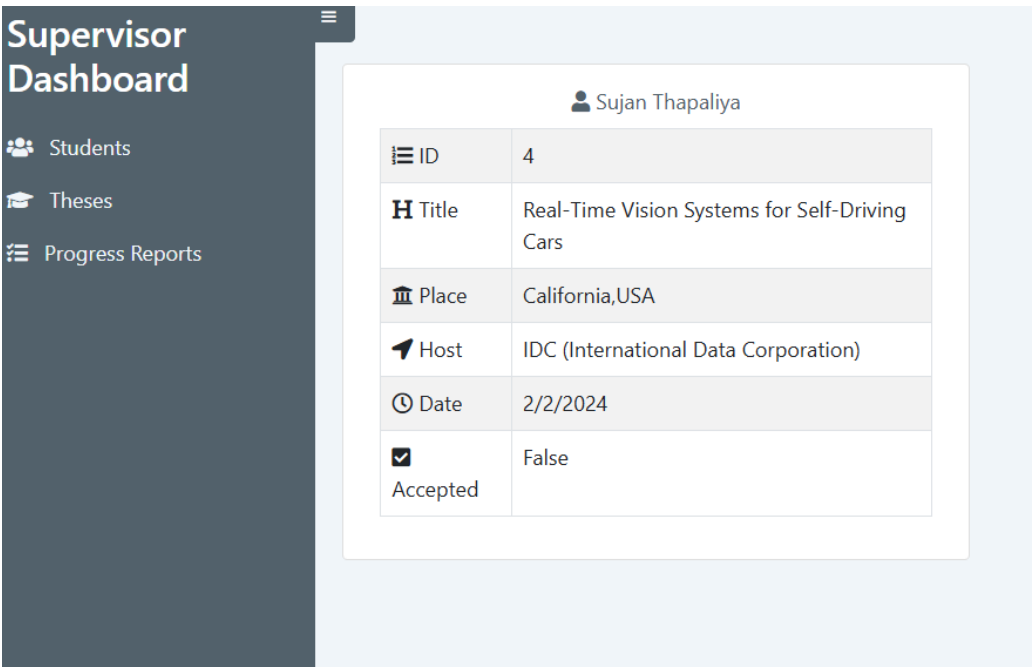 Supervisor
Dashboard
Students
Theses
Progress Reports
Sujan Thapaliya
ID 4
Title Real-Time Vision Systems for Self-Driving
Cars
Place California,USA
Host IDC (International Data Corporation)
Date 2/2/2024
Accepted False